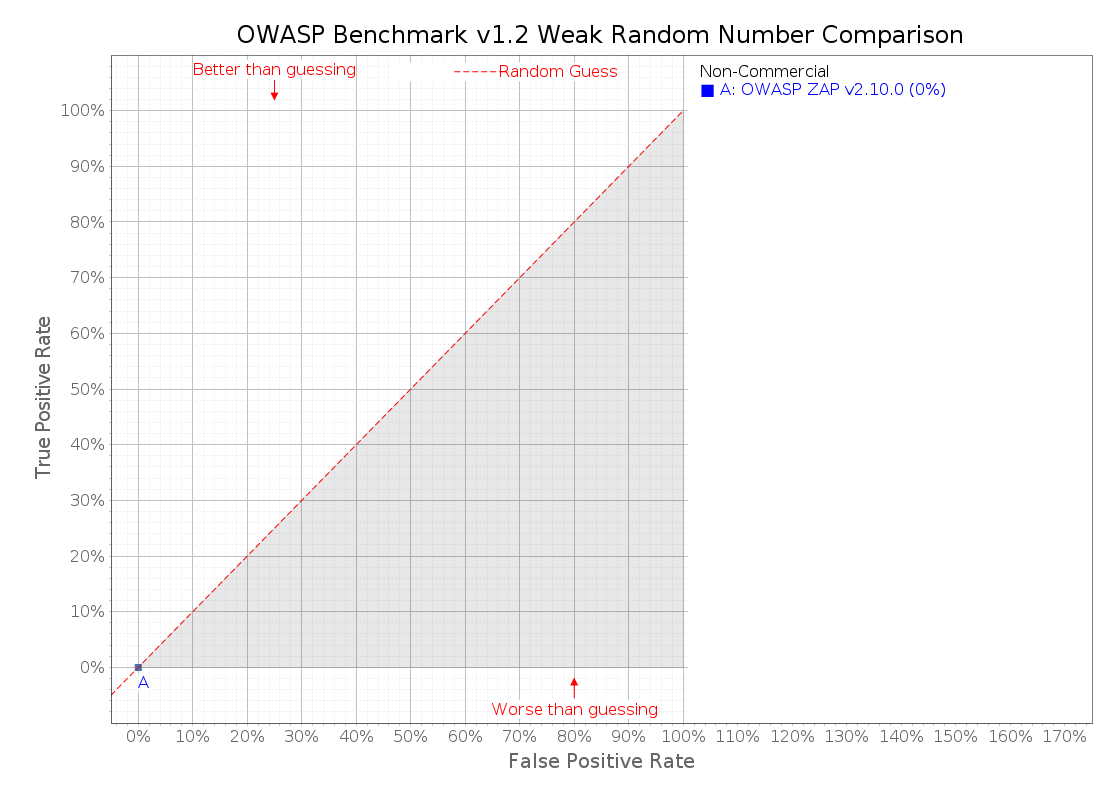 OWASP Benchmark v1.2 Weak Random Number Comparison
Better than guessing
Random Guess
Non-Commercial
A: OWASP ZAP v2.10.0 (0%)
100%
90%
80%
70%
60%
50%
40%
30%
20%
10%
0%
True Positive Rate
A
Worse than guessing
0% 10% 20% 30% 40% 50% 60% 70% 80% 90% 100% 110% 120% 130% 140% 150% 160% 170%
False Positive Rate